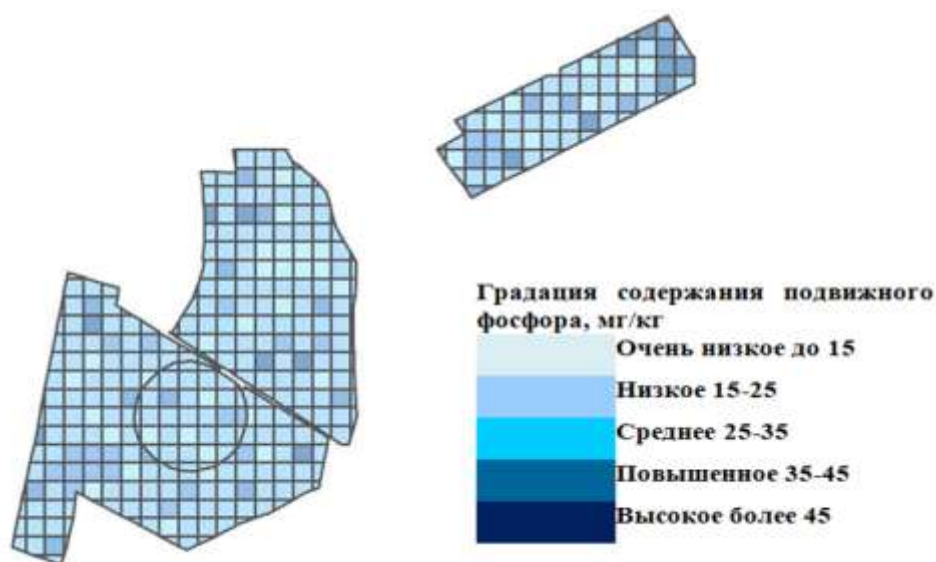 Градация содержания подвижного
фосфора, мг/кг
Очень низкое до 15
Низкое 15-25
Среднее 25-35
Повышенное 35-45
Высокое более 45